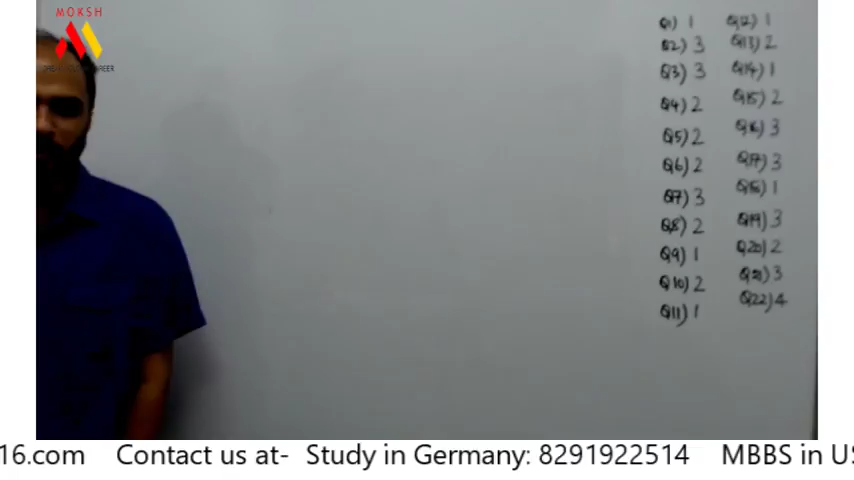 MOKSH
Q1) 1
Q2) 3
Q3) 3
Q4) 2
Q5) 2
Q6) 2
Q7) 3
Q8) 2
Q9) 1
Q10) 2
Q11) 1
Q12) 1
Q13) 2
Q14) 1
Q15) 2
Q16) 3
Q17) 3
Q18) 1
Q19) 3
Q20) 2
Q21) 3
Q22) 4
16.com Contact us at- Study in Germany: 8291922514 MBBS in US